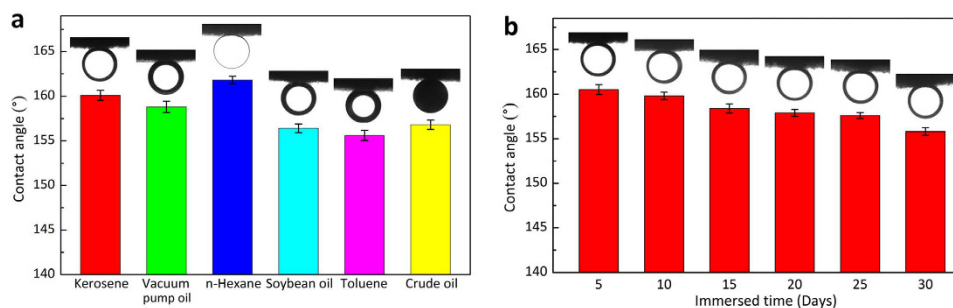 a
Contact angle (°)
165
160
155
150
145
140
Kerosene
Vacuum
pump oil
n-Hexane
Soybean oil
Toluene
Crude oil
b
Contact angle (°)
165
160
155
150
145
140
5
10
15
20
25
30
Immersed time (Days)